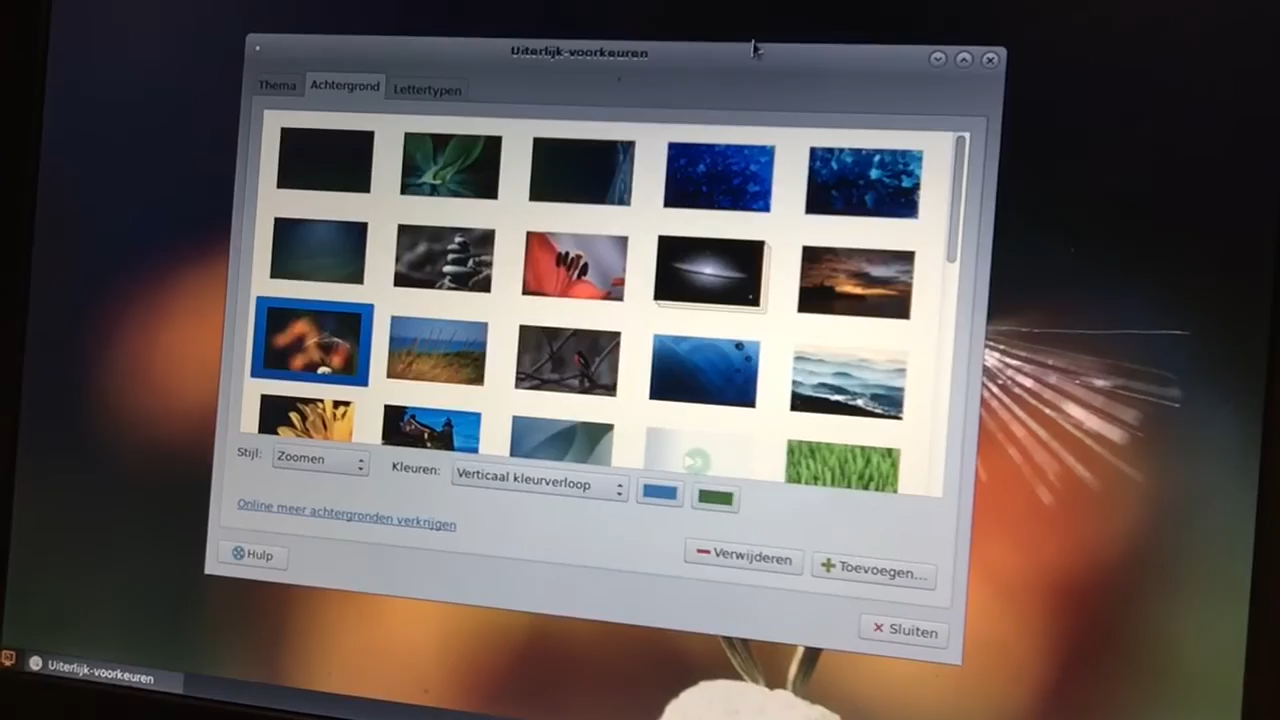 Uiterlijk-voorkeuren
Thema Achtergrond Lettertypen
Stijl: Zoomen Kleuren: Verticaal kleurverloop
Online meer achtergronden verkrijgen
Verwijderen Toevoegen...
Hulp
Sluiten
Uiterlijk-voorkeuren